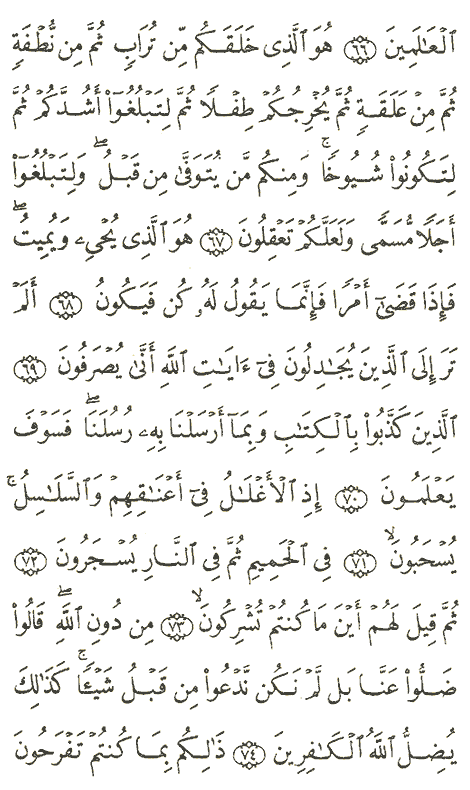 ٱلۡعَٰلَمِينَ ٦٦ هُوَ ٱلَّذِي خَلَقَكُم مِّن تُرَابٖ ثُمَّ مِن نُّطۡفَةٖ
ثُمَّ مِنۡ عَلَقَةٖ ثُمَّ يُخۡرِجُكُمۡ طِفۡلٗا ثُمَّ لِتَبۡلُغُوٓاْ أَشُدَّكُمۡ ثُمَّ
لِتَكُونُواْ شُيُوخٗاۚ وَمِنكُم مَّن يُتَوَفَّىٰ مِن قَبۡلُۖ وَلِتَبۡلُغُوٓاْ
أَجَلٗا مُّسَمّٗى وَلَعَلَّكُمۡ تَعۡقِلُونَ ٦٧ هُوَ ٱلَّذِي يُحۡيِۦ وَيُمِيتُۖ
فَإِذَا قَضَىٰٓ أَمۡرٗا فَإِنَّمَا يَقُولُ لَهُۥ كُن فَيَكُونُ ٦٨ أَلَمۡ
تَرَ إِلَى ٱلَّذِينَ يُجَٰدِلُونَ فِيٓ ءَايَٰتِ ٱللَّهِ أَنَّىٰ يُصۡرَفُونَ ٦٩
ٱلَّذِينَ كَذَّبُواْ بِٱلۡكِتَٰبِ وَبِمَآ أَرۡسَلۡنَا بِهِۦ رُسُلَنَاۖ فَسَوۡفَ
يَعۡلَمُونَ ٧٠ إِذِ ٱلۡأَغۡلَٰلُ فِيٓ أَعۡنَٰقِهِمۡ وَٱلسَّلَٰسِلُۚ
يُسۡحَبُونَۙ ٧١ فِي ٱلۡحَمِيمِ ثُمَّ فِي ٱلنَّارِ يُسۡجَرُونَ ٧٢
ثُمَّ قِيلَ لَهُمۡ أَيۡنَ مَا كُنتُمۡ تُشۡرِكُونَۙ ٧٣ مِن دُونِ ٱللَّهِۖ قَالُواْ
ضَلُّواْ عَنَّا بَل لَّمۡ نَكُن نَّدۡعُواْ مِن قَبۡلُ شَيۡـٔٗاۚ كَذَٰلِكَ
يُضِلُّ ٱللَّهُ ٱلۡكَٰفِرِينَ ٧٤ ذَٰلِكُم بِمَا كُنتُمۡ تَفۡرَحُونَ